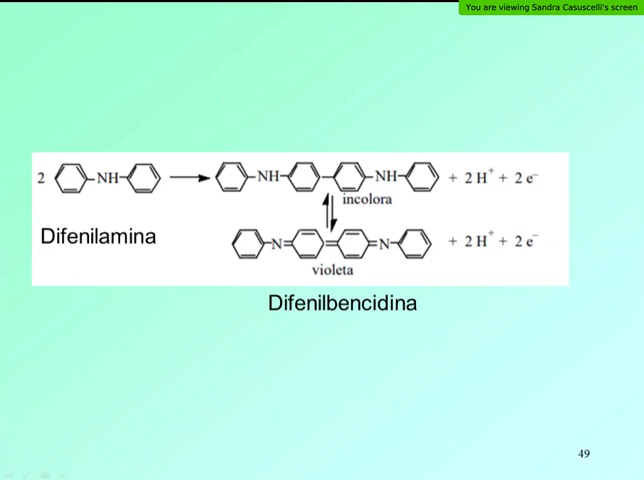 You are viewing Sandra Casuscelli's screen
2 -NH- -NH- -NH- + 2 H⁺ + 2 e⁻
incolora
Difenilamina
-N= =N- + 2 H⁺ + 2 e⁻
violeta
Difenilbencidina
49